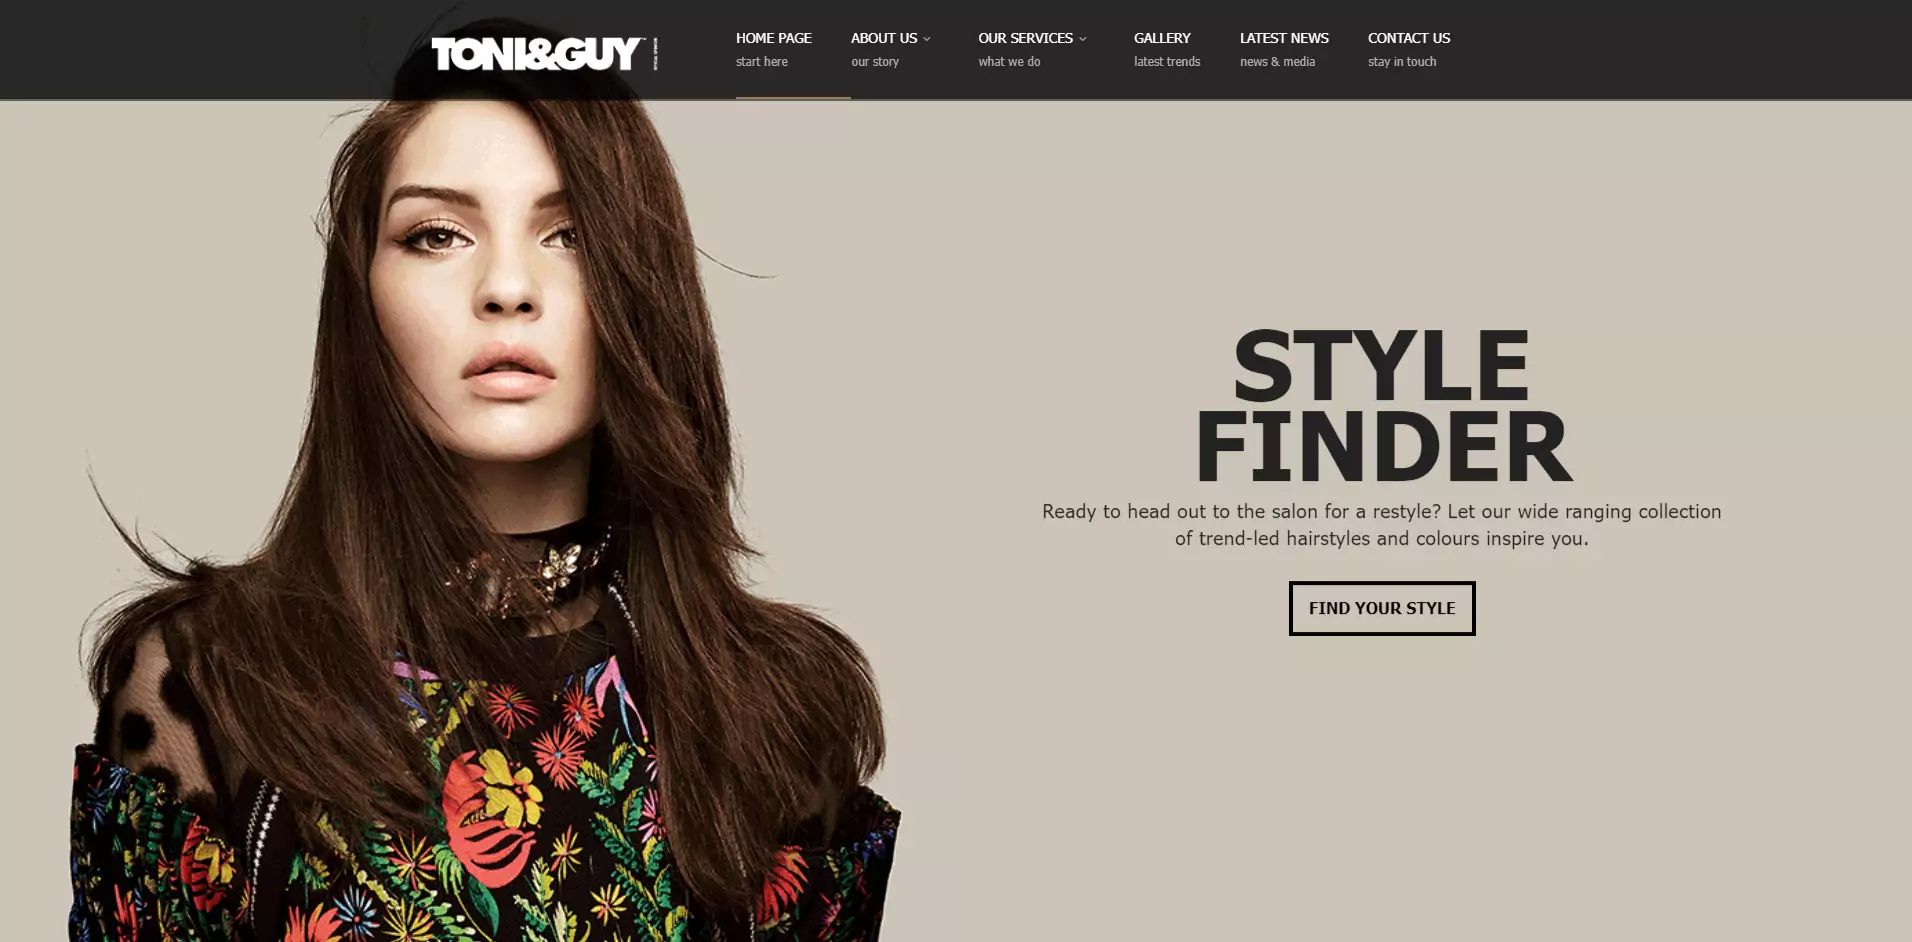 TONI&GUY
HOME PAGE
start here
ABOUT US
our story
OUR SERVICES
what we do
GALLERY
latest trends
LATEST NEWS
news & media
CONTACT US
stay in touch
STYLE
FINDER
Ready to head out to the salon for a restyle? Let our wide ranging collection
of trend-led hairstyles and colours inspire you.
FIND YOUR STYLE